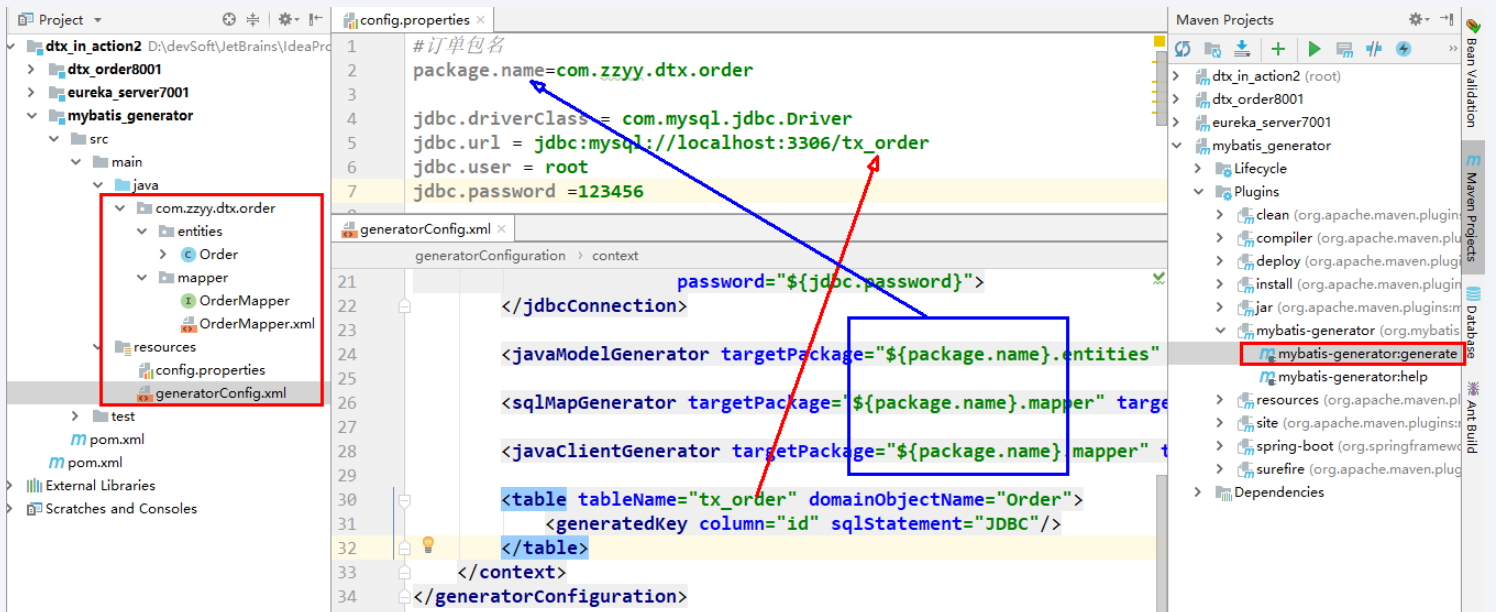 Project
dtx_in_action2 D:\devSoft\JetBrains\IdeaPro
dtx_order8001
eureka_server7001
mybatis_generator
src
main
java
com.zzyy.dtx.order
entities
Order
mapper
OrderMapper
OrderMapper.xml
resources
config.properties
generatorConfig.xml
test
pom.xml
pom.xml
External Libraries
Scratches and Consoles
config.properties
1 #订单包名
2 package.name=com.zzyy.dtx.order
3
4 jdbc.driverClass = com.mysql.jdbc.Driver
5 jdbc.url = jdbc:mysql://localhost:3306/tx_order
6 jdbc.user = root
7 jdbc.password =123456
generatorConfig.xml
generatorConfiguration › context
21 password="${jdbc.password}">
22 </jdbcConnection>
23
24 <javaModelGenerator targetPackage="${package.name}.entities"
25
26 <sqlMapGenerator targetPackage="${package.name}.mapper" targe
27
28 <javaClientGenerator targetPackage="${package.name}.mapper" t
29
30 <table tableName="tx_order" domainObjectName="Order">
31 <generatedKey column="id" sqlStatement="JDBC"/>
32 </table>
33 </context>
34 </generatorConfiguration>
Maven Projects
dtx_in_action2 (root)
dtx_order8001
eureka_server7001
mybatis_generator
Lifecycle
Plugins
clean (org.apache.maven.plugin
compiler (org.apache.maven.plu
deploy (org.apache.maven.plugi
install (org.apache.maven.plugin
jar (org.apache.maven.plugins:m
mybatis-generator (org.mybatis
mybatis-generator:generate
mybatis-generator:help
resources (org.apache.maven.pl
site (org.apache.maven.plugins:r
spring-boot (org.springframewo
surefire (org.apache.maven.plug
Dependencies
Bean Validation
Maven Projects
Database
Ant Build